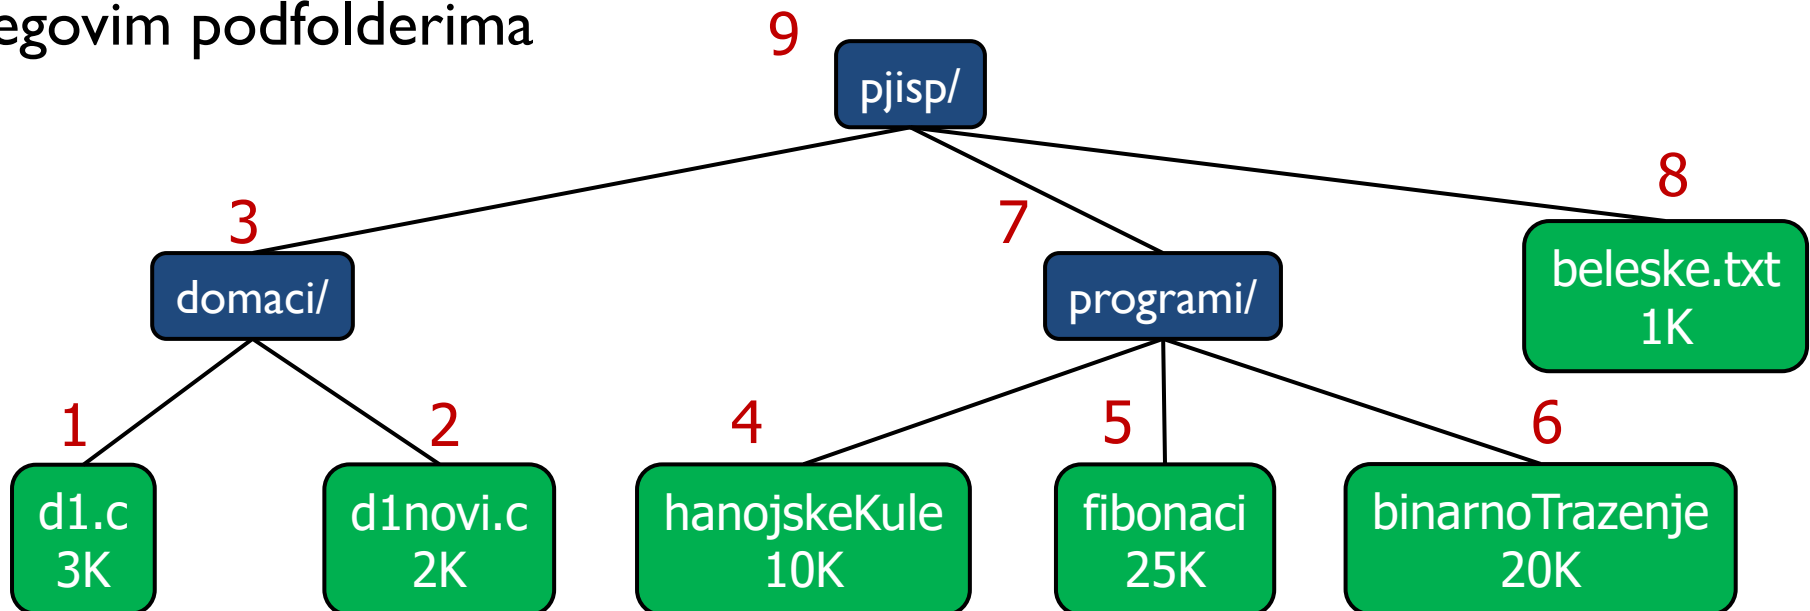 podfolderima
9
pjisp/
3
7
8
domaci/
programi/
beleske.txt
1K
1
2
4
5
6
d1.c
3K
d1novi.c
2K
hanojskeKule
10K
fibonaci
25K
binarnoTrazenje
20K